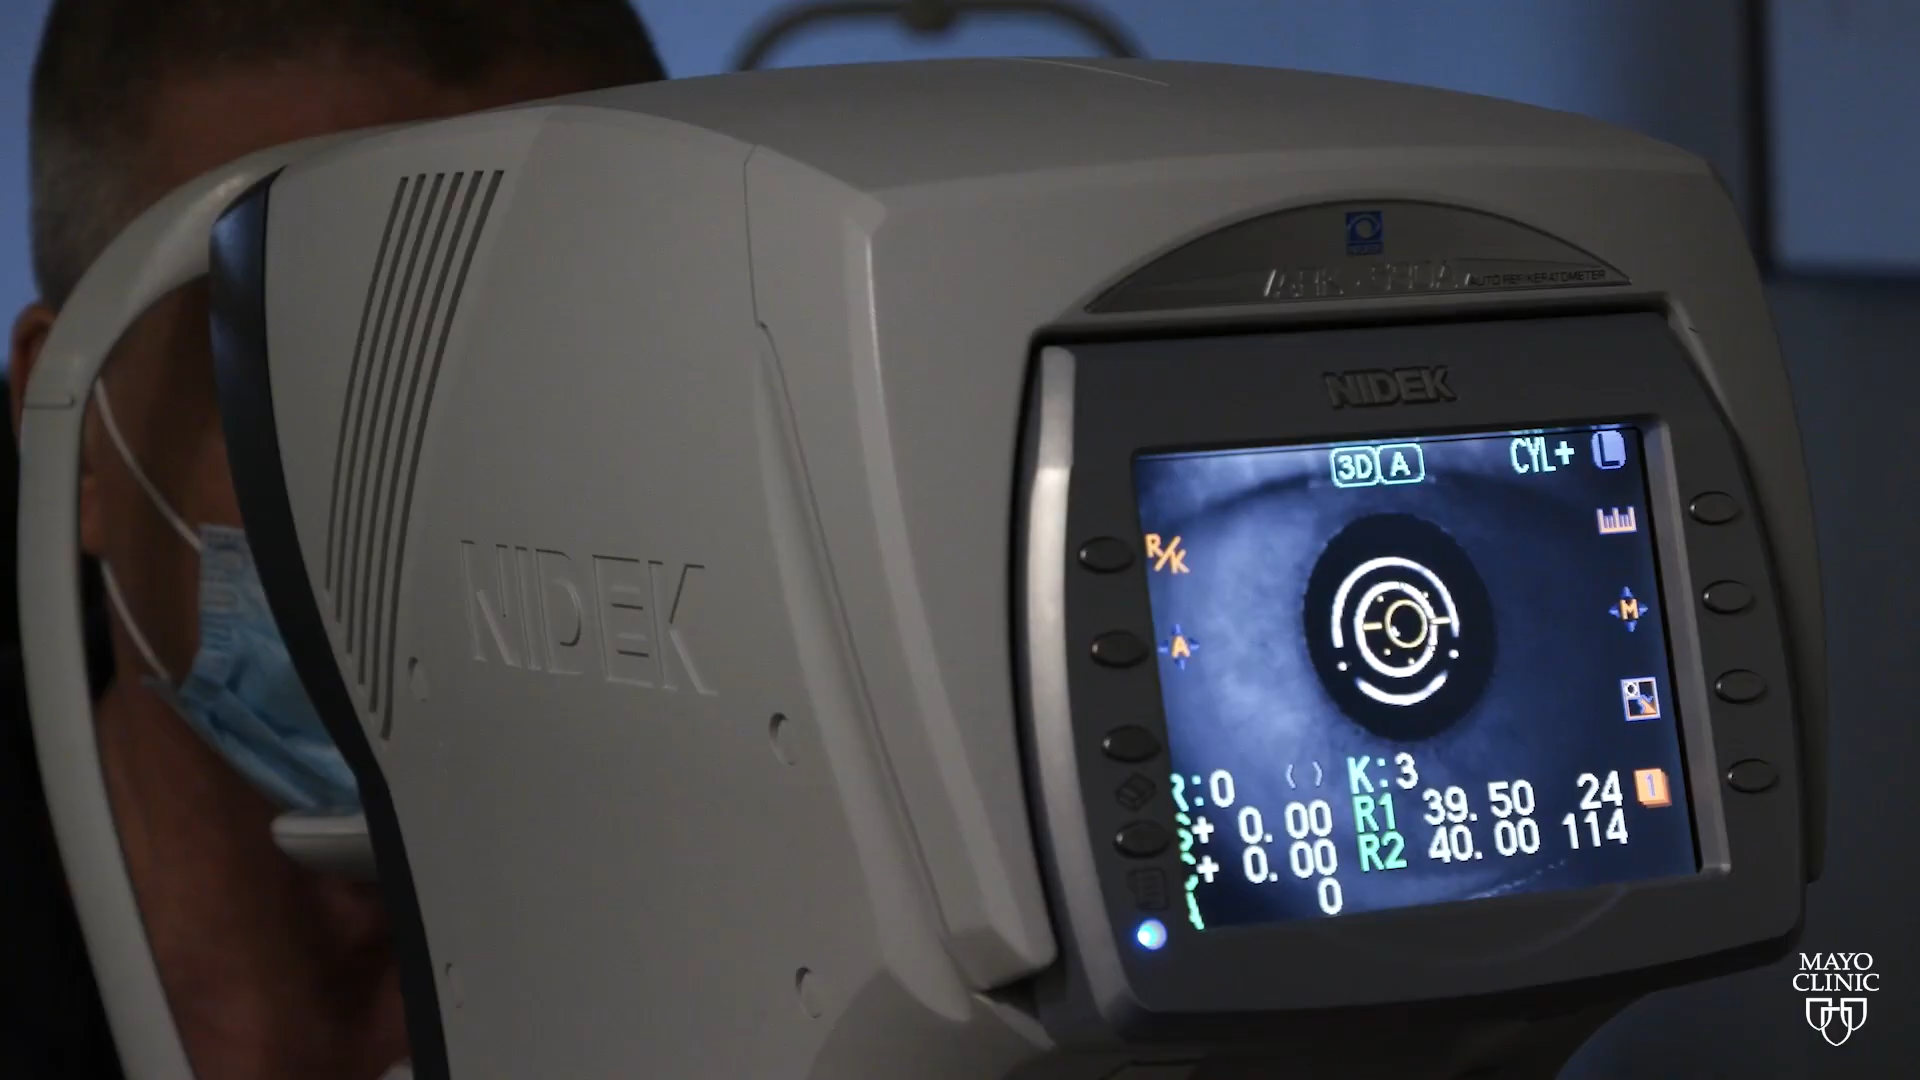 AUTO REF/KERATOMETER
NIDEK
NIDEK
3D A CYL+ L
R/K
A
M
R:0 ( ) K:3
S+ 0.00 R1 39.50 24
+ 0.00 R2 40.00 114
0
1
MAYO
CLINIC